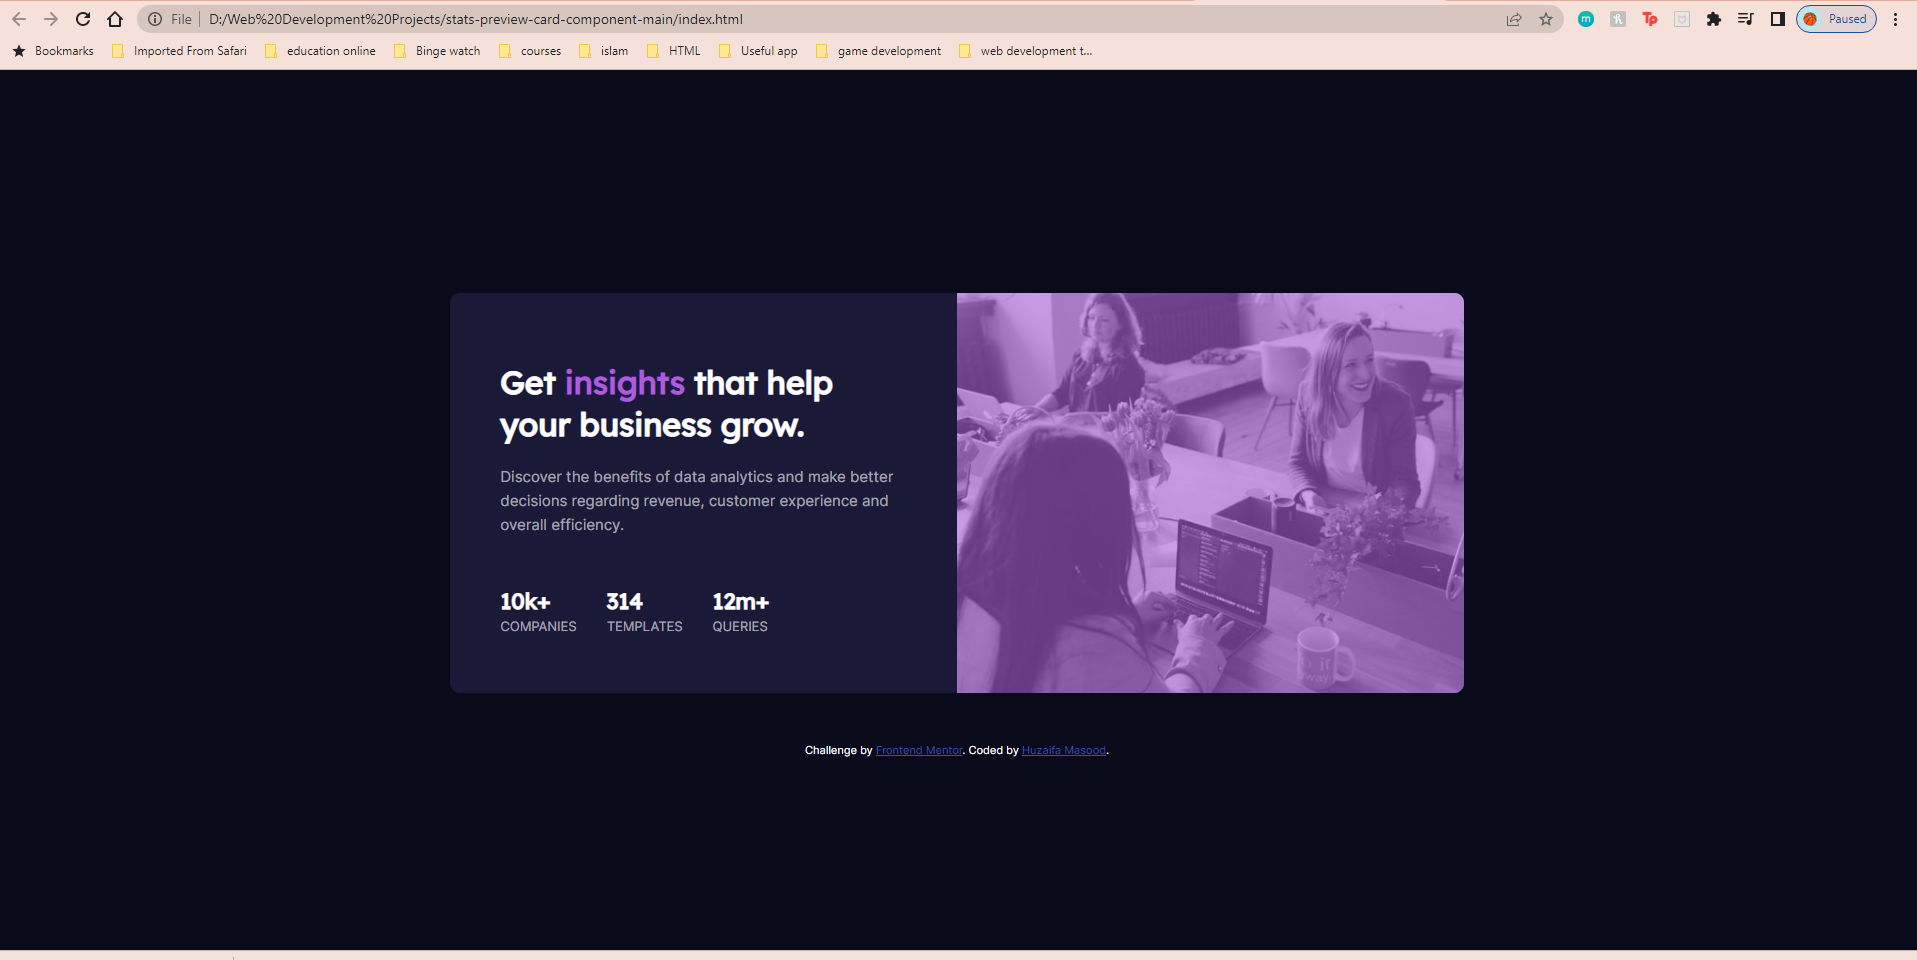 File D:/Web%20Development%20Projects/stats-preview-card-component-main/index.html m Tp Paused
Bookmarks Imported From Safari education online Binge watch courses islam HTML Useful app game development web development t...
Get insights that help
your business grow.
Discover the benefits of data analytics and make better
decisions regarding revenue, customer experience and
overall efficiency.
10k+ 314 12m+
COMPANIES TEMPLATES QUERIES
Challenge by Frontend Mentor. Coded by Huzaifa Masood.